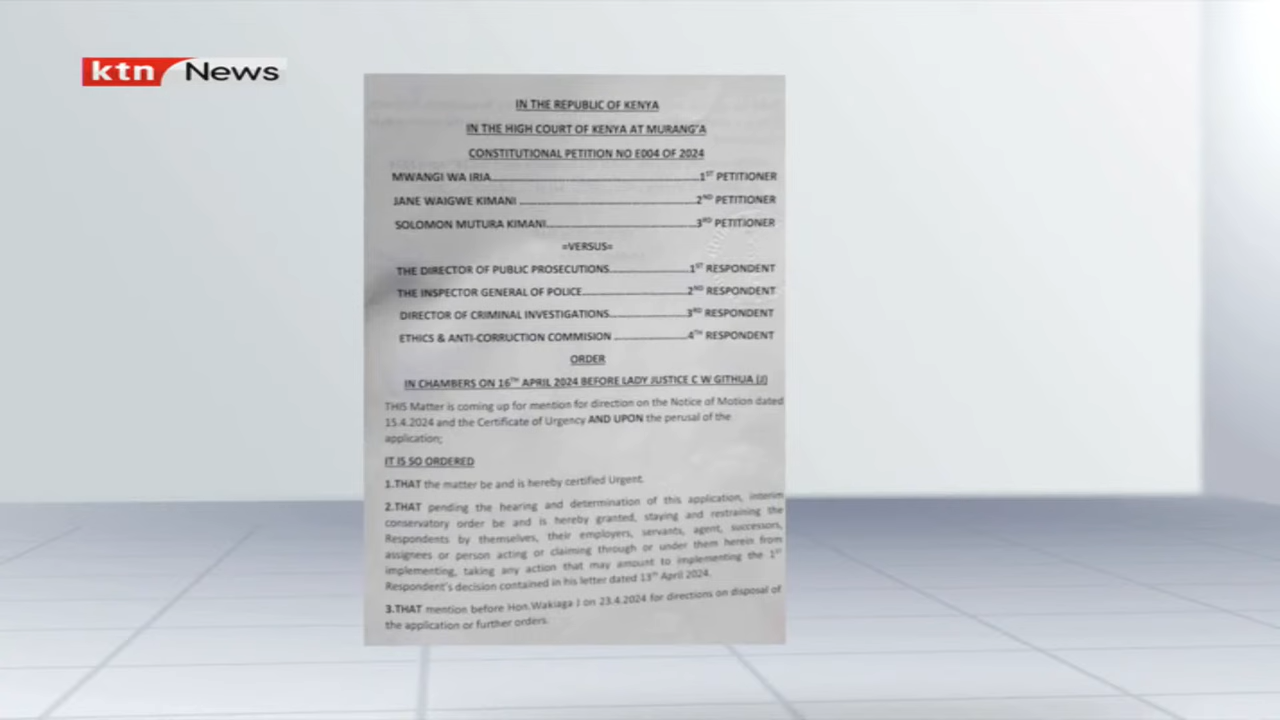 ktn News
IN THE REPUBLIC OF KENYA
IN THE HIGH COURT OF KENYA AT MURANG'A
CONSTITUTIONAL PETITION NO E004 OF 2024
MWANGI WA IRIA..................................................1ST PETITIONER
JANE WAIGWE KIMANI ..........................................2ND PETITIONER
SOLOMON MUTURA KIMANI....................................3RD PETITIONER
=VERSUS=
THE DIRECTOR OF PUBLIC PROSECUTIONS....................1ST RESPONDENT
THE INSPECTOR GENERAL OF POLICE..........................2ND RESPONDENT
DIRECTOR OF CRIMINAL INVESTIGATIONS....................3RD RESPONDENT
ETHICS & ANTI-CORRUCTION COMMISION ..................4TH RESPONDENT
ORDER
IN CHAMBERS ON 16TH APRIL 2024 BEFORE LADY JUSTICE C W GITHUA (J)
THIS Matter is coming up for mention for direction on the Notice of Motion dated
15.4.2024 and the Certificate of Urgency AND UPON the perusal of the
application;
IT IS SO ORDERED
1.THAT the matter be and is hereby certified Urgent.
2.THAT pending the hearing and determination of this application, interim
conservatory order be and is hereby granted, staying and restraining the
Respondents by themselves, their employers, servants, agent, successors,
assignees or person acting or claiming through or under them herein from
implementing, taking any action that may amount to implementing the 1ST
Respondent's decision contained in his letter dated 13th April 2024.
3.THAT mention before Hon.Wakiaga J on 23.4.2024 for directions on disposal of
the application or further orders.